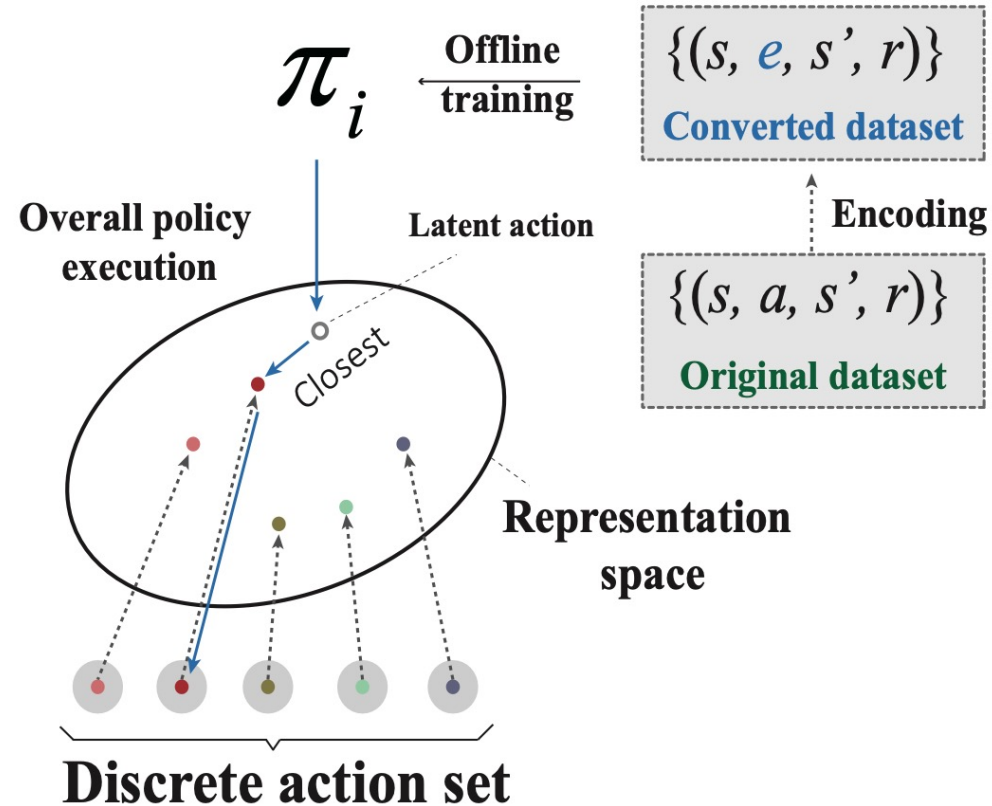 π_i
Offline
training
{(s, e, s’, r)}
Converted dataset
Encoding
{(s, a, s’, r)}
Original dataset
Overall policy
execution
Latent action
Closest
Representation
space
Discrete action set